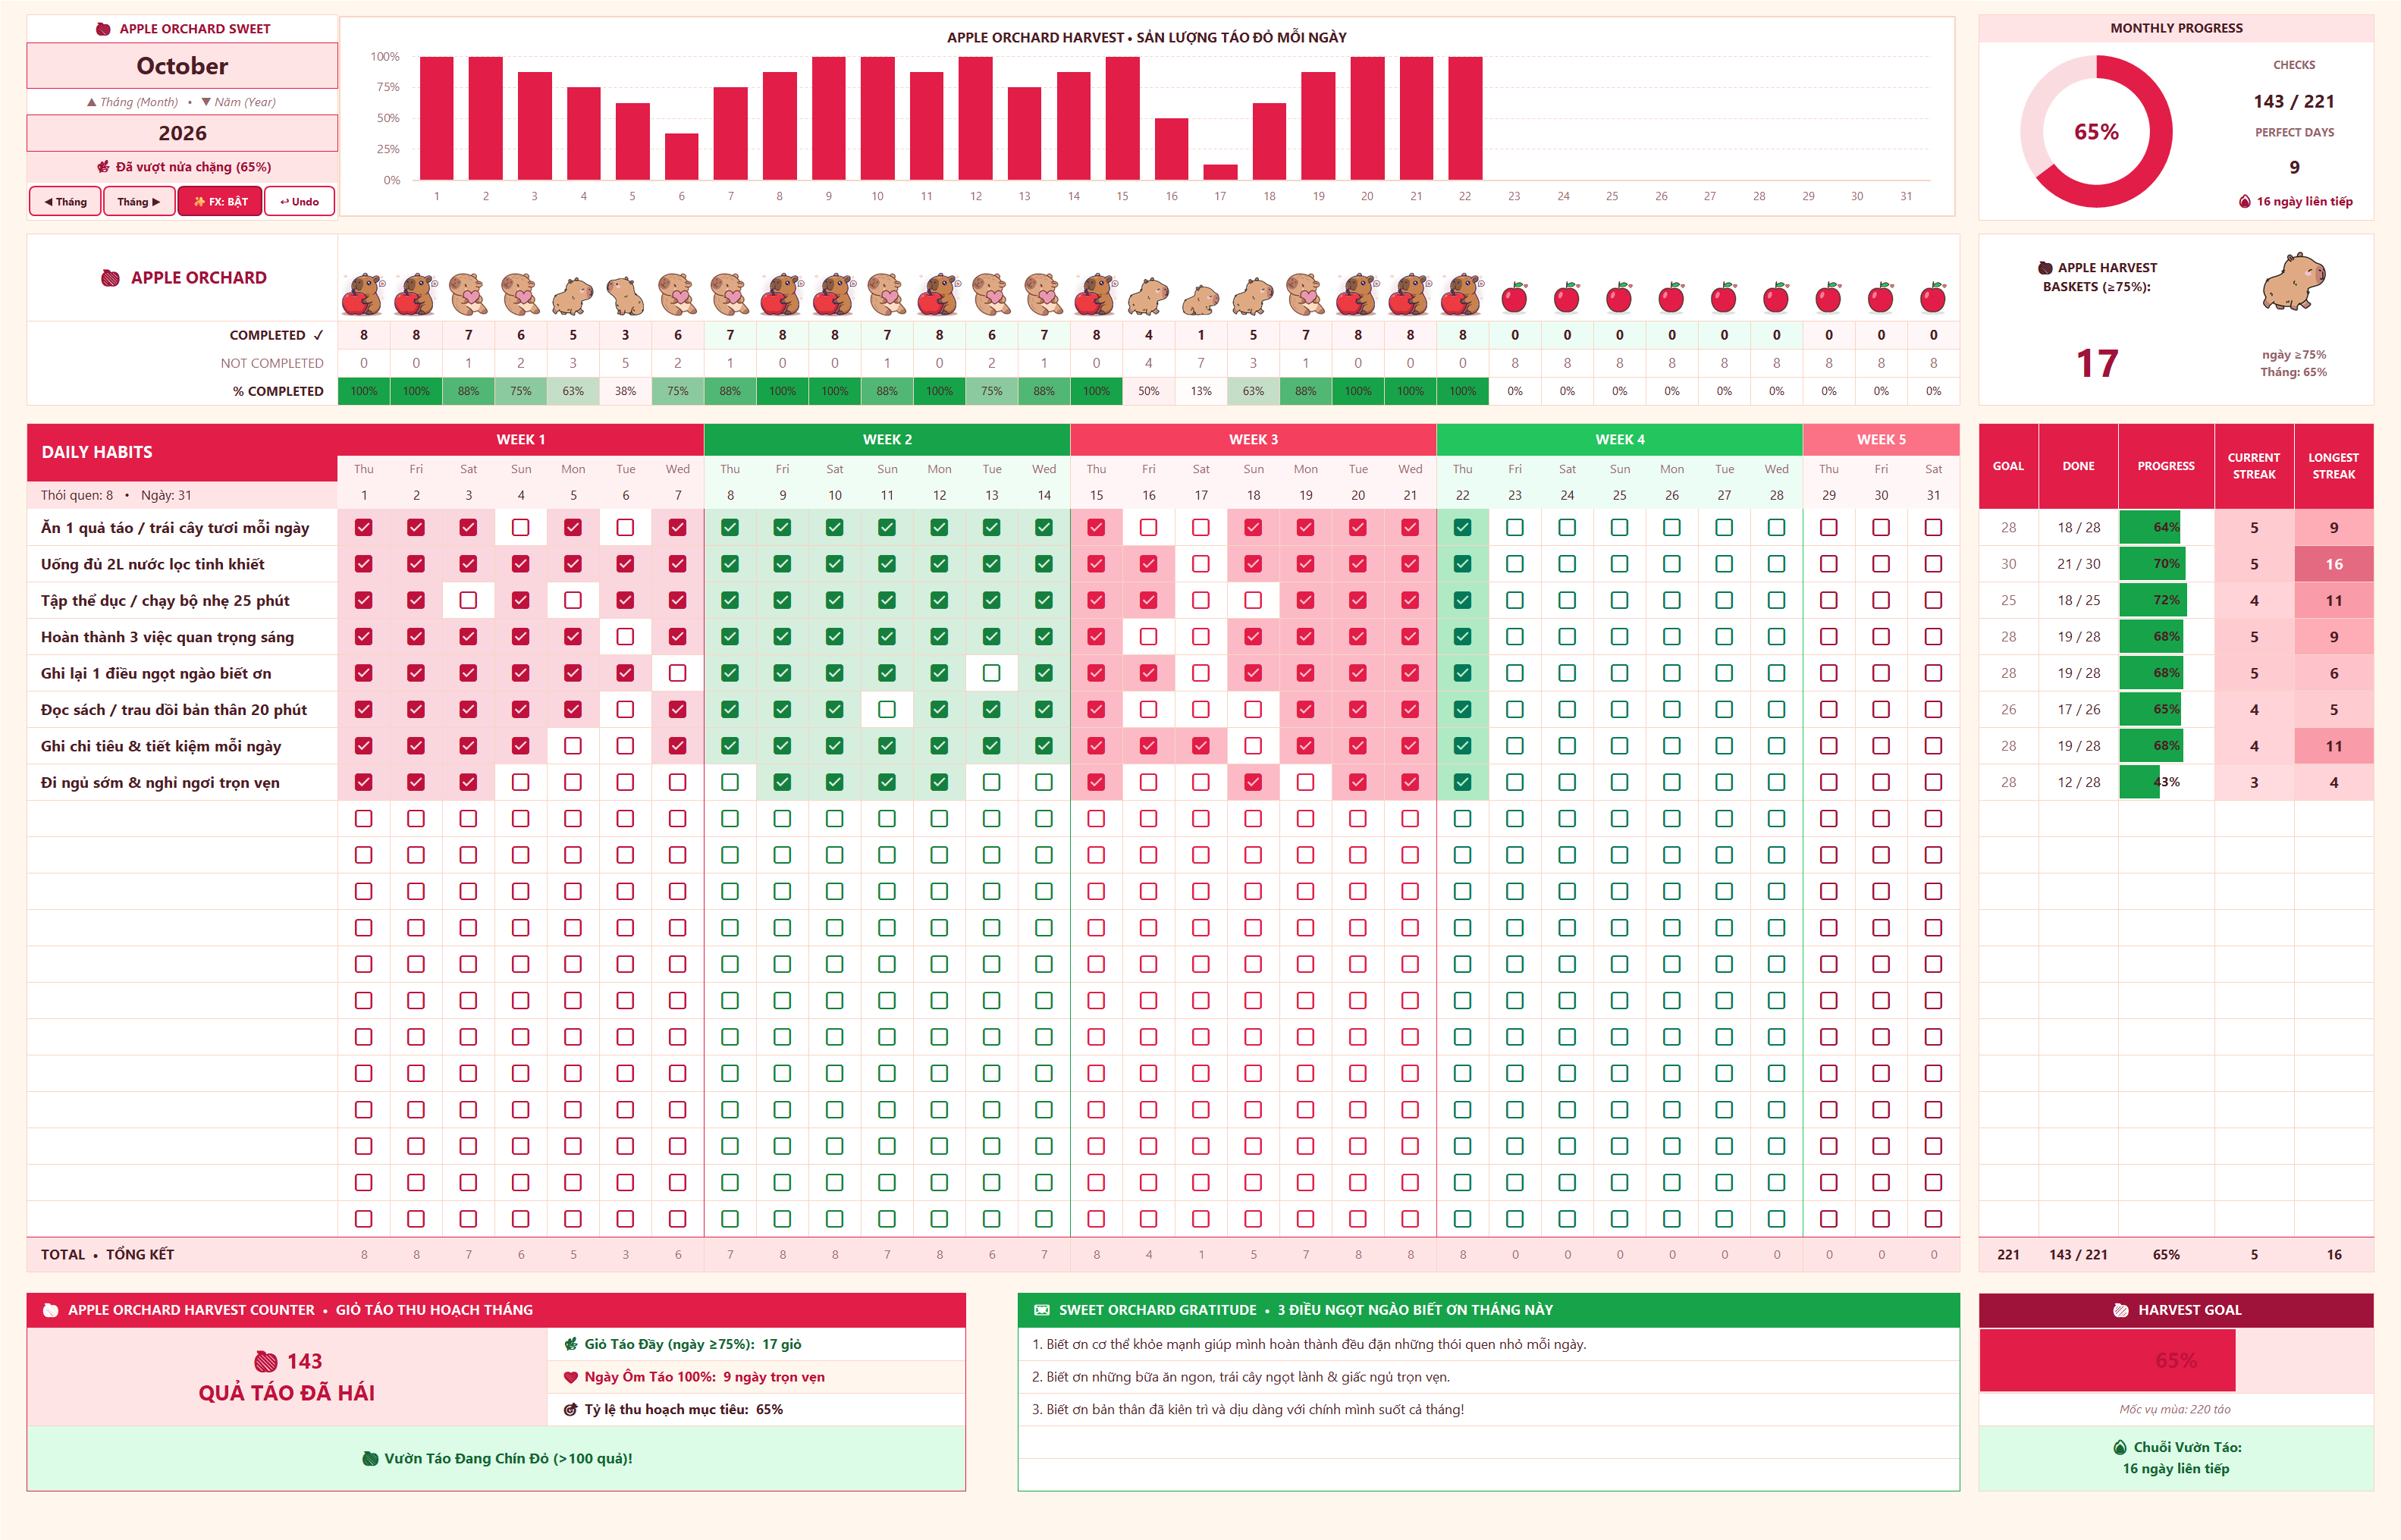 APPLE ORCHARD SWEET
October
▲ Tháng (Month) • ▼ Năm (Year)
2026
Đã vượt nửa chặng (65%)
◀ Tháng Tháng ▶ FX: BẬT ↩ Undo
APPLE ORCHARD HARVEST • SẢN LƯỢNG TÁO ĐỎ MỖI NGÀY
100%
75%
50%
25%
0%
1 2 3 4 5 6 7 8 9 10 11 12 13 14 15 16 17 18 19 20 21 22 23 24 25 26 27 28 29 30 31
MONTHLY PROGRESS
65%
CHECKS
143 / 221
PERFECT DAYS
9
16 ngày liên tiếp
APPLE ORCHARD
COMPLETED ✓ 8 8 7 6 5 3 6 7 8 8 7 8 6 7 8 4 1 5 7 8 8 8 0 0 0 0 0 0 0 0 0
NOT COMPLETED 0 0 1 2 3 5 2 1 0 0 1 0 2 1 0 4 7 3 1 0 0 0 8 8 8 8 8 8 8 8 8
% COMPLETED 100% 100% 88% 75% 63% 38% 75% 88% 100% 100% 88% 100% 75% 88% 100% 50% 13% 63% 88% 100% 100% 100% 0% 0% 0% 0% 0% 0% 0% 0% 0%
APPLE HARVEST
BASKETS (≥75%):
17
ngày ≥75%
Tháng: 65%
DAILY HABITS WEEK 1 WEEK 2 WEEK 3 WEEK 4 WEEK 5
Thu Fri Sat Sun Mon Tue Wed Thu Fri Sat Sun Mon Tue Wed Thu Fri Sat Sun Mon Tue Wed Thu Fri Sat Sun Mon Tue Wed Thu Fri Sat
Thói quen: 8 • Ngày: 31 1 2 3 4 5 6 7 8 9 10 11 12 13 14 15 16 17 18 19 20 21 22 23 24 25 26 27 28 29 30 31
GOAL DONE PROGRESS CURRENT STREAK LONGEST STREAK
Ăn 1 quả táo / trái cây tươi mỗi ngày 28 18 / 28 64% 5 9
Uống đủ 2L nước lọc tinh khiết 30 21 / 30 70% 5 16
Tập thể dục / chạy bộ nhẹ 25 phút 25 18 / 25 72% 4 11
Hoàn thành 3 việc quan trọng sáng 28 19 / 28 68% 5 9
Ghi lại 1 điều ngọt ngào biết ơn 28 19 / 28 68% 5 6
Đọc sách / trau dồi bản thân 20 phút 26 17 / 26 65% 4 5
Ghi chi tiêu & tiết kiệm mỗi ngày 28 19 / 28 68% 4 11
Đi ngủ sớm & nghỉ ngơi trọn vẹn 28 12 / 28 43% 3 4
TOTAL • TỔNG KẾT 8 8 7 6 5 3 6 7 8 8 7 8 6 7 8 4 1 5 7 8 8 8 0 0 0 0 0 0 0 0 0 221 143 / 221 65% 5 16
APPLE ORCHARD HARVEST COUNTER • GIỎ TÁO THU HOẠCH THÁNG
143
QUẢ TÁO ĐÃ HÁI
Giỏ Táo Đầy (ngày ≥75%): 17 giỏ
Ngày Ôm Táo 100%: 9 ngày trọn vẹn
Tỷ lệ thu hoạch mục tiêu: 65%
Vườn Táo Đang Chín Đỏ (>100 quả)!
SWEET ORCHARD GRATITUDE • 3 ĐIỀU NGỌT NGÀO BIẾT ƠN THÁNG NÀY
1. Biết ơn cơ thể khỏe mạnh giúp mình hoàn thành đều đặn những thói quen nhỏ mỗi ngày.
2. Biết ơn những bữa ăn ngon, trái cây ngọt lành & giấc ngủ trọn vẹn.
3. Biết ơn bản thân đã kiên trì và dịu dàng với chính mình suốt cả tháng!
HARVEST GOAL
65%
Mốc vụ mùa: 220 táo
Chuỗi Vườn Táo:
16 ngày liên tiếp